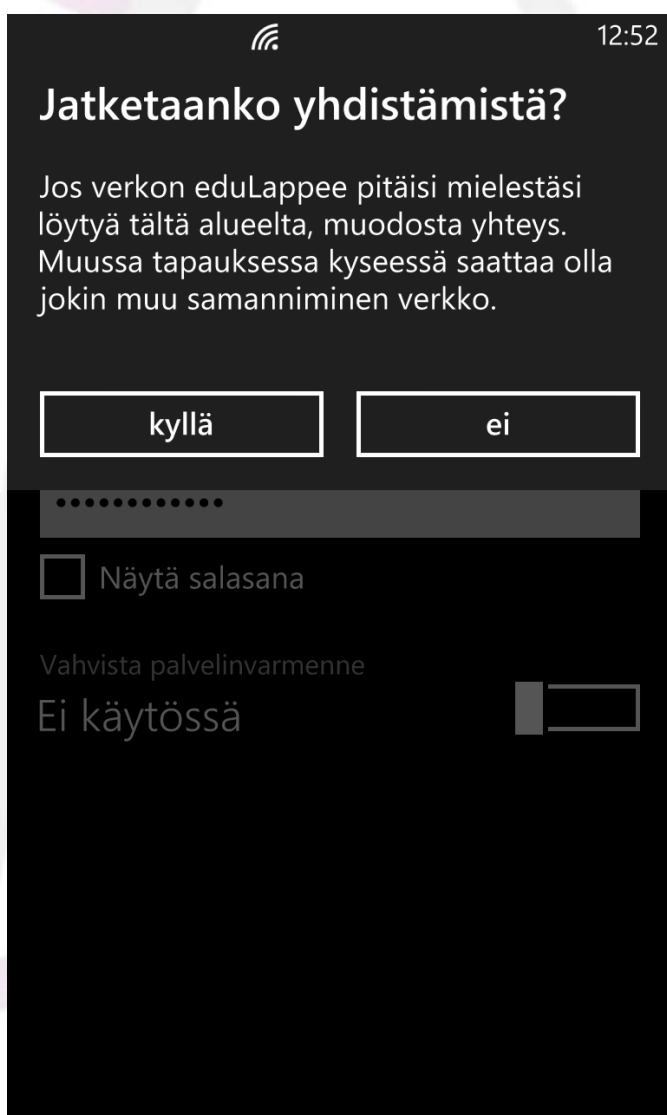 12:52
Jatketaanko yhdistämistä?
Jos verkon eduLappee pitäisi mielestäsi
löytyä tältä alueelta, muodosta yhteys.
Muussa tapauksessa kyseessä saattaa olla
jokin muu samanniminen verkko.
kyllä
ei
••••••••••••
Näytä salasana
Vahvista palvelinvarmenne
Ei käytössä